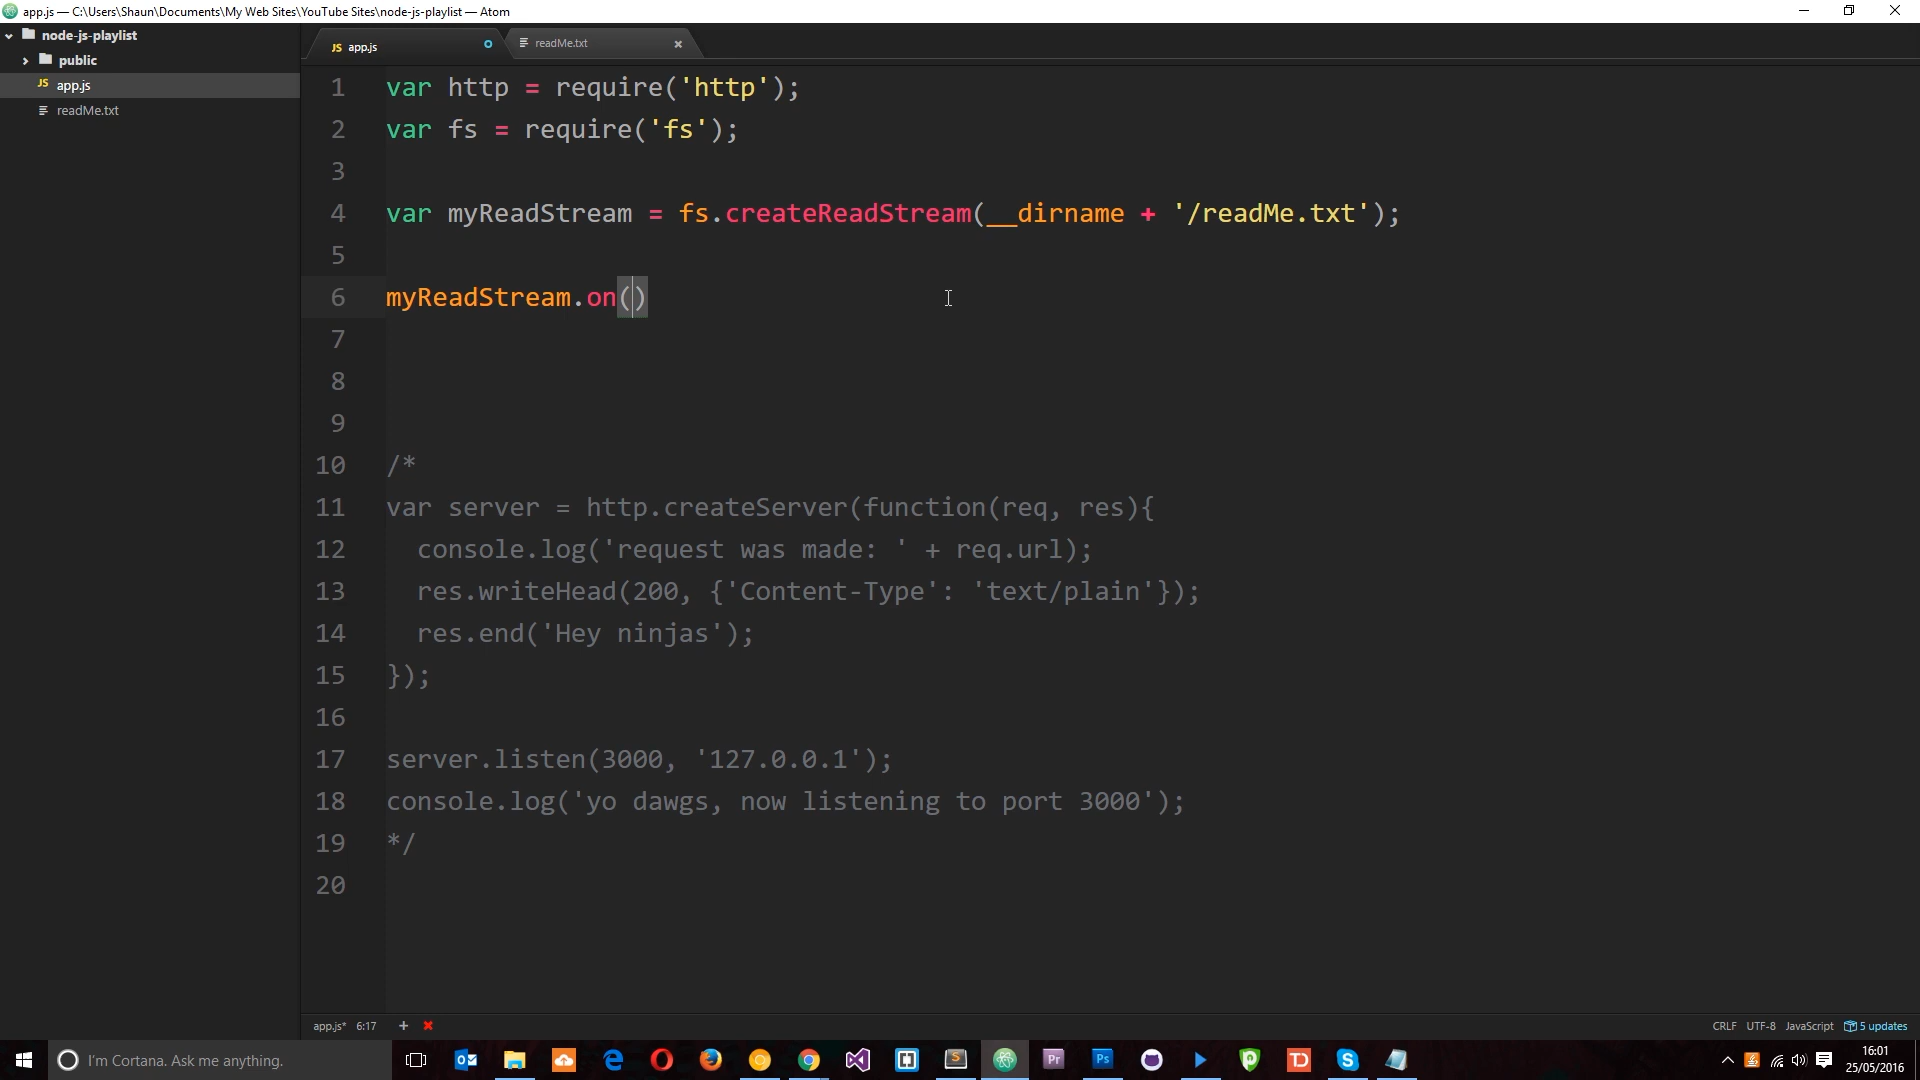 app.js — C:\Users\Shaun\Documents\My Web Sites\YouTube Sites\node-js-playlist — Atom
node-js-playlist
public
JS app.js
readMe.txt
JS app.js
readMe.txt
1 var http = require('http');
2 var fs = require('fs');
3
4 var myReadStream = fs.createReadStream(__dirname + '/readMe.txt');
5
6 myReadStream.on()
7
8
9
10 /*
11 var server = http.createServer(function(req, res){
12 console.log('request was made: ' + req.url);
13 res.writeHead(200, {'Content-Type': 'text/plain'});
14 res.end('Hey ninjas');
15 });
16
17 server.listen(3000, '127.0.0.1');
18 console.log('yo dawgs, now listening to port 3000');
19 */
20
app.js* 6:17
CRLF UTF-8 JavaScript 5 updates
I'm Cortana. Ask me anything.
Pr
Ps
TD
16:01
25/05/2016